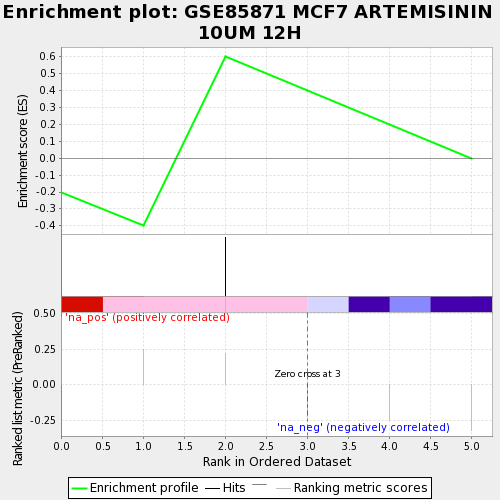 Enrichment plot: GSE85871 MCF7 ARTEMISININ
10UM 12H
Enrichment score (ES)
0.6
0.5
0.4
0.3
0.2
0.1
0.0
-0.1
-0.2
-0.3
-0.4
Ranked list metric (PreRanked)
0.50
0.25
0.00
-0.25
'na_pos' (positively correlated)
Zero cross at 3
'na_neg' (negatively correlated)
0.0 0.5 1.0 1.5 2.0 2.5 3.0 3.5 4.0 4.5 5.0
Rank in Ordered Dataset
Enrichment profile Hits Ranking metric scores